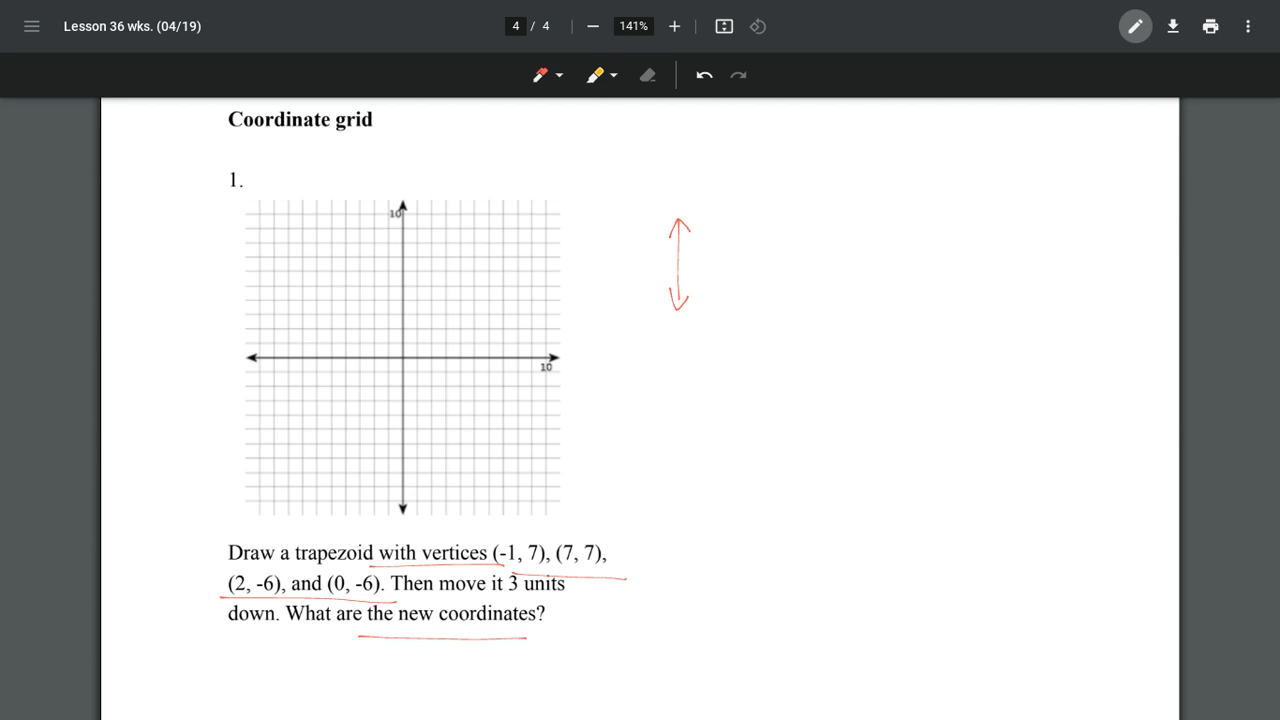 Lesson 36 wks. (04/19)
4 / 4
141%
Coordinate grid
1.
10
10
Draw a trapezoid with vertices (-1, 7), (7, 7),
(2, -6), and (0, -6). Then move it 3 units
down. What are the new coordinates?